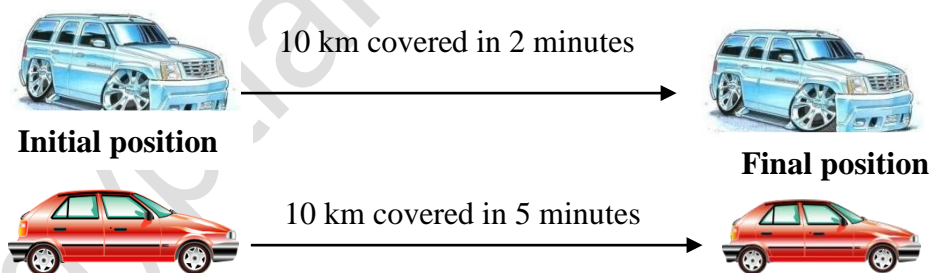 10 km covered in 2 minutes
Initial position
Final position
10 km covered in 5 minutes